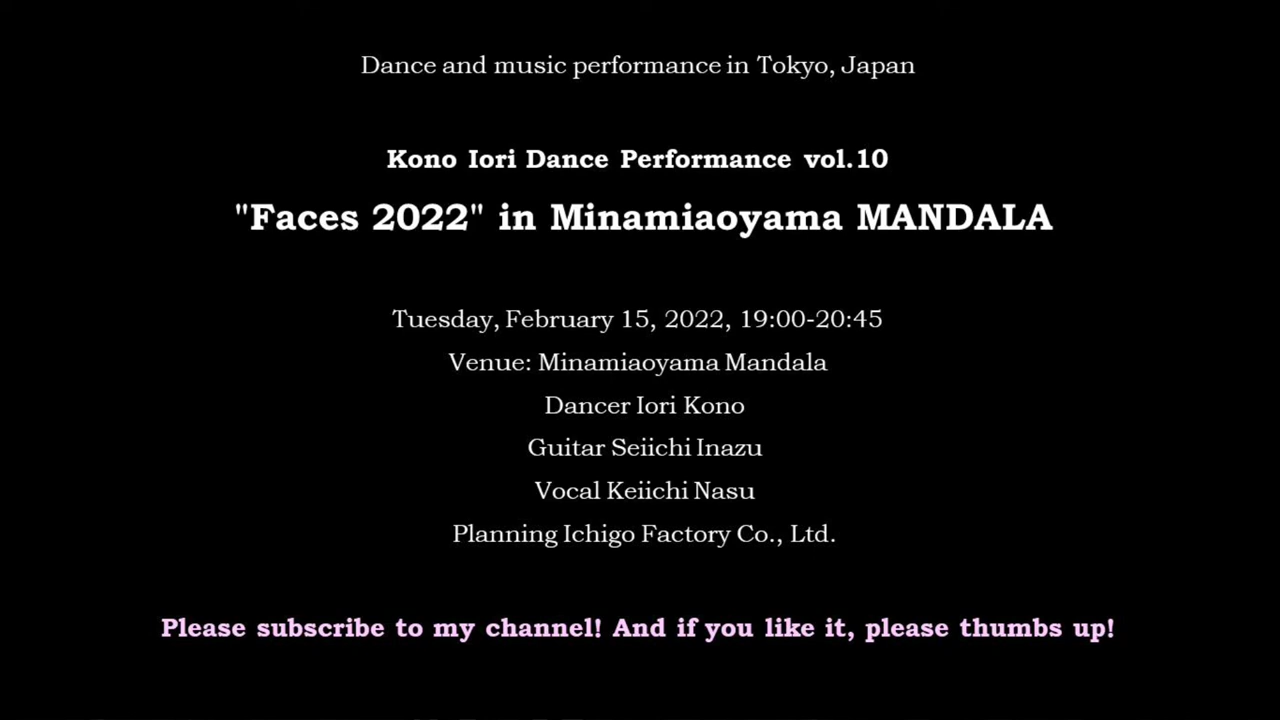 Dance and music performance in Tokyo, Japan
Kono Iori Dance Performance vol.10
"Faces 2022" in Minamiaoyama MANDALA
Tuesday, February 15, 2022, 19:00-20:45
Venue: Minamiaoyama Mandala
Dancer Iori Kono
Guitar Seiichi Inazu
Vocal Keiichi Nasu
Planning Ichigo Factory Co., Ltd.
Please subscribe to my channel! And if you like it, please thumbs up!